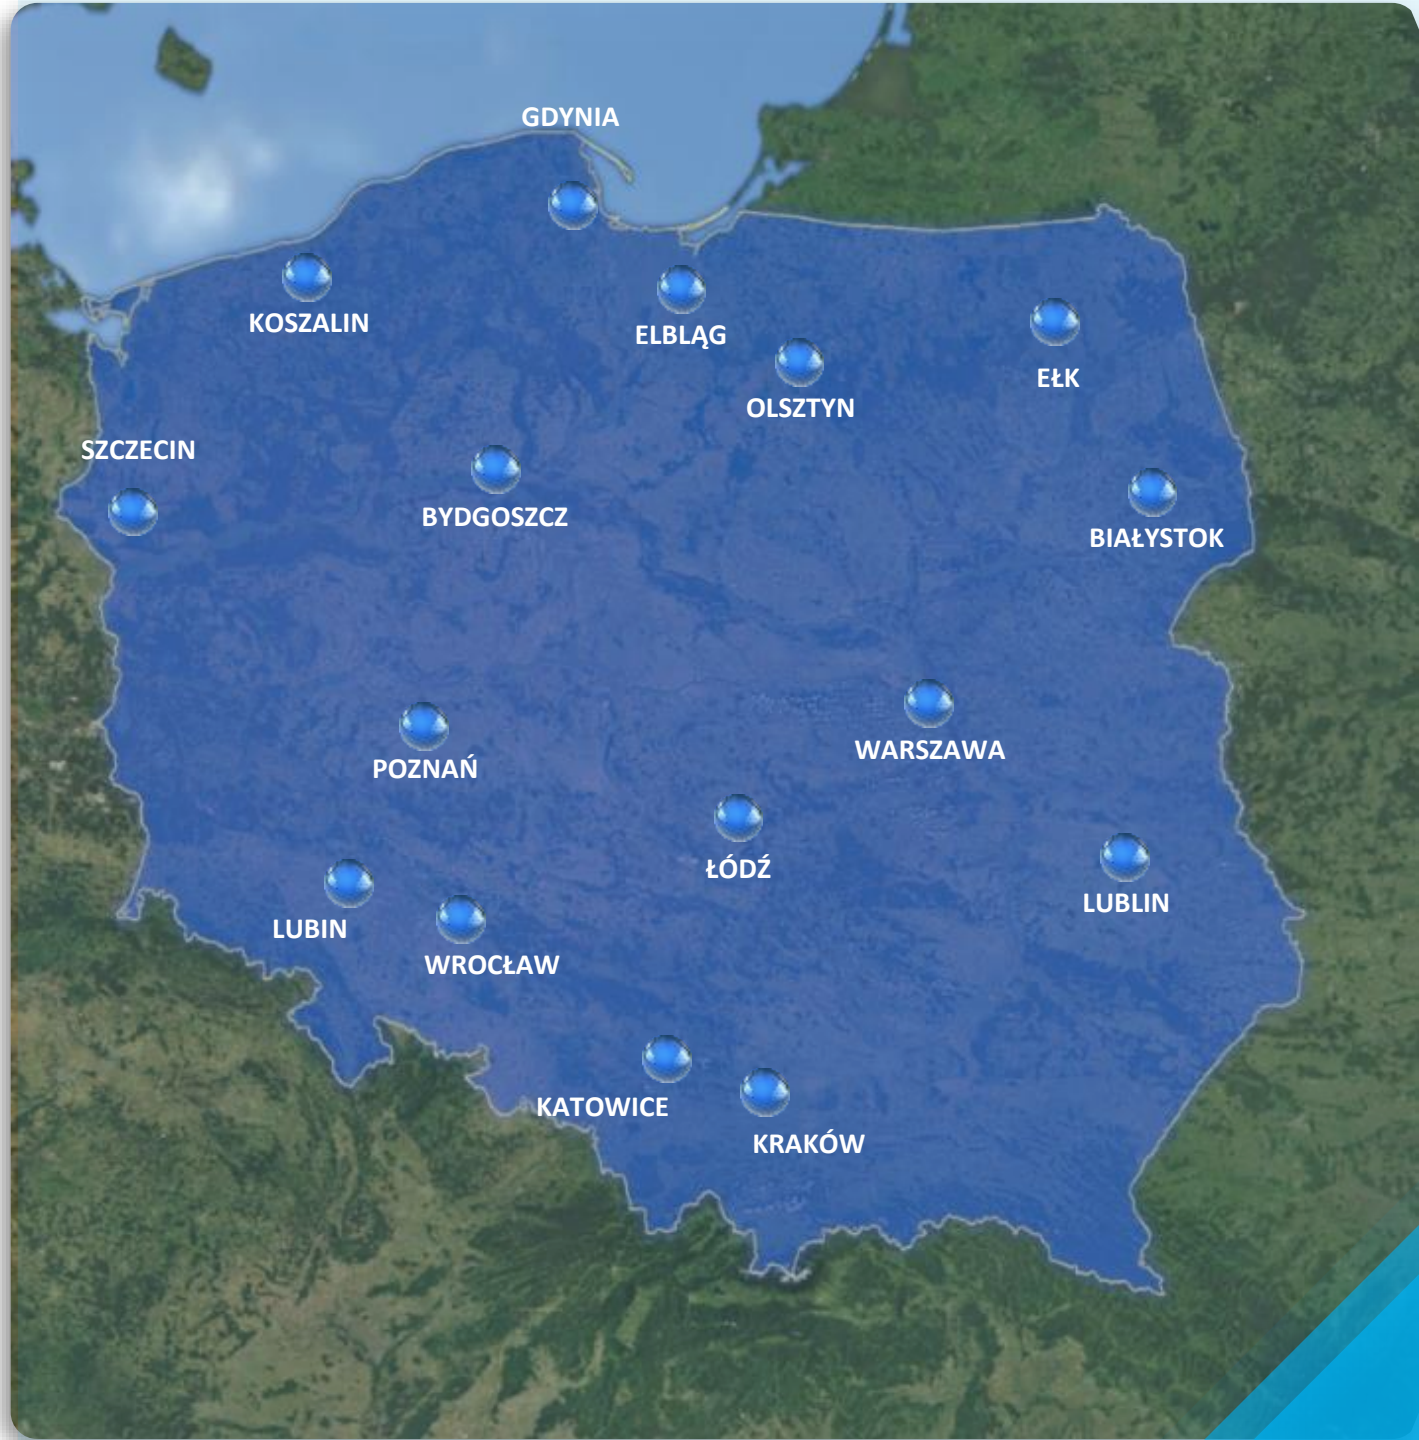 GDYNIA
KOSZALIN
ELBLĄG
EŁK
OLSZTYN
SZCZECIN
BYDGOSZCZ
BIAŁYSTOK
WARSZAWA
POZNAŃ
ŁÓDŹ
LUBLIN
LUBIN
WROCŁAW
KATOWICE
KRAKÓW